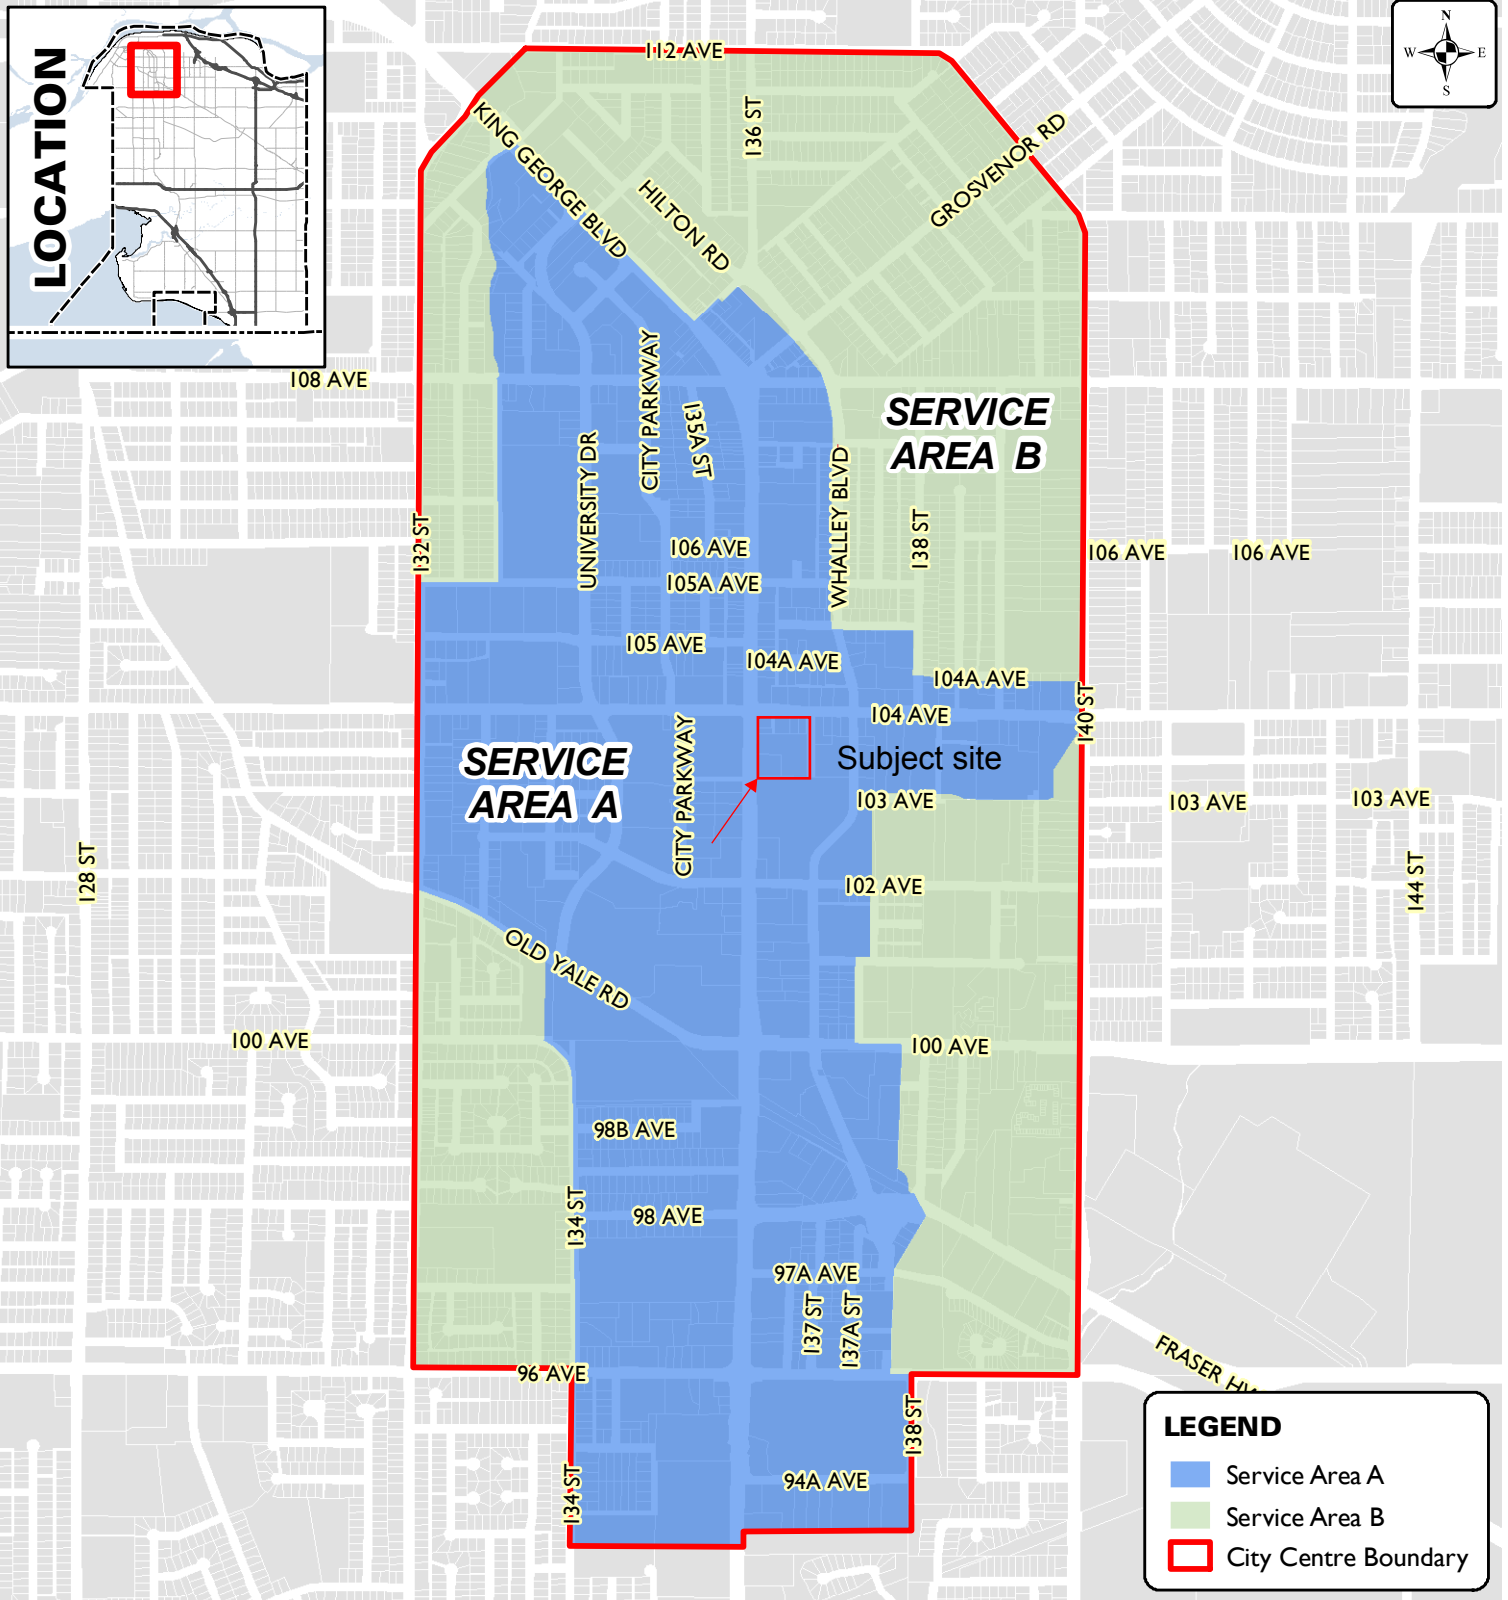 LOCATION
N
W
E
S
112 AVE
KING GEORGE BLVD
136 ST
HILTON RD
GROSVENOR RD
108 AVE
CITY PARKWAY
135A ST
SERVICE
AREA B
UNIVERSITY DR
WHALLEY BLVD
132 ST
138 ST
106 AVE
106 AVE
106 AVE
105A AVE
105 AVE
104A AVE
104A AVE
140 ST
104 AVE
CITY PARKWAY
SERVICE
AREA A
Subject site
103 AVE
103 AVE
103 AVE
128 ST
144 ST
102 AVE
OLD YALE RD
100 AVE
100 AVE
98B AVE
134 ST
98 AVE
97A AVE
137 ST
137A ST
96 AVE
FRASER HW
138 ST
134 ST
94A AVE
LEGEND
Service Area A
Service Area B
City Centre Boundary